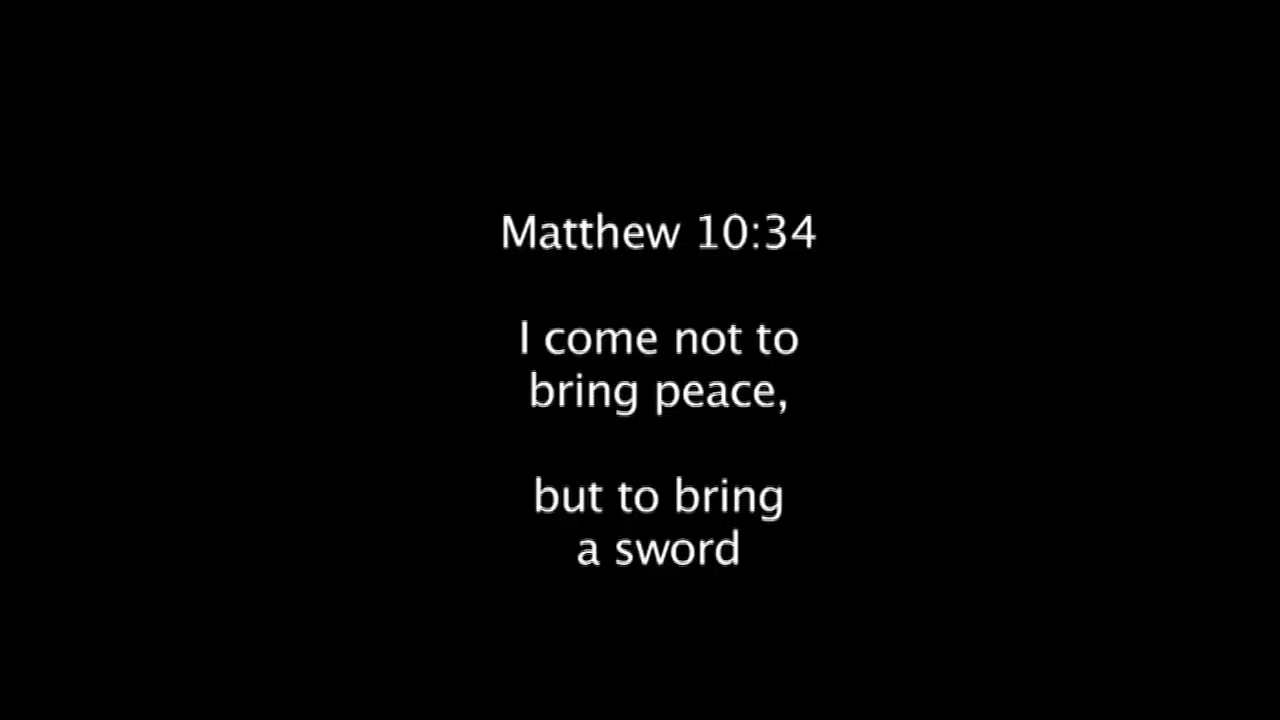 Matthew 10:34
I come not to
bring peace,
but to bring
a sword